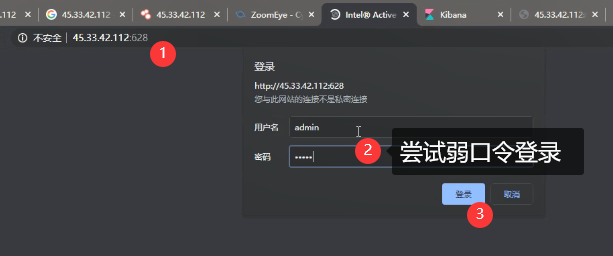 .112
45.33.42.112
45.33.42.112
ZoomEye - C
Intel® Active
Kibana
45.33.42.112
不安全 45.33.42.112:628
1
登录
http://45.33.42.112:628
您与此网站的连接不是私密连接
用户名 admin
密码 •••••
2
尝试弱口令登录
登录 取消
3